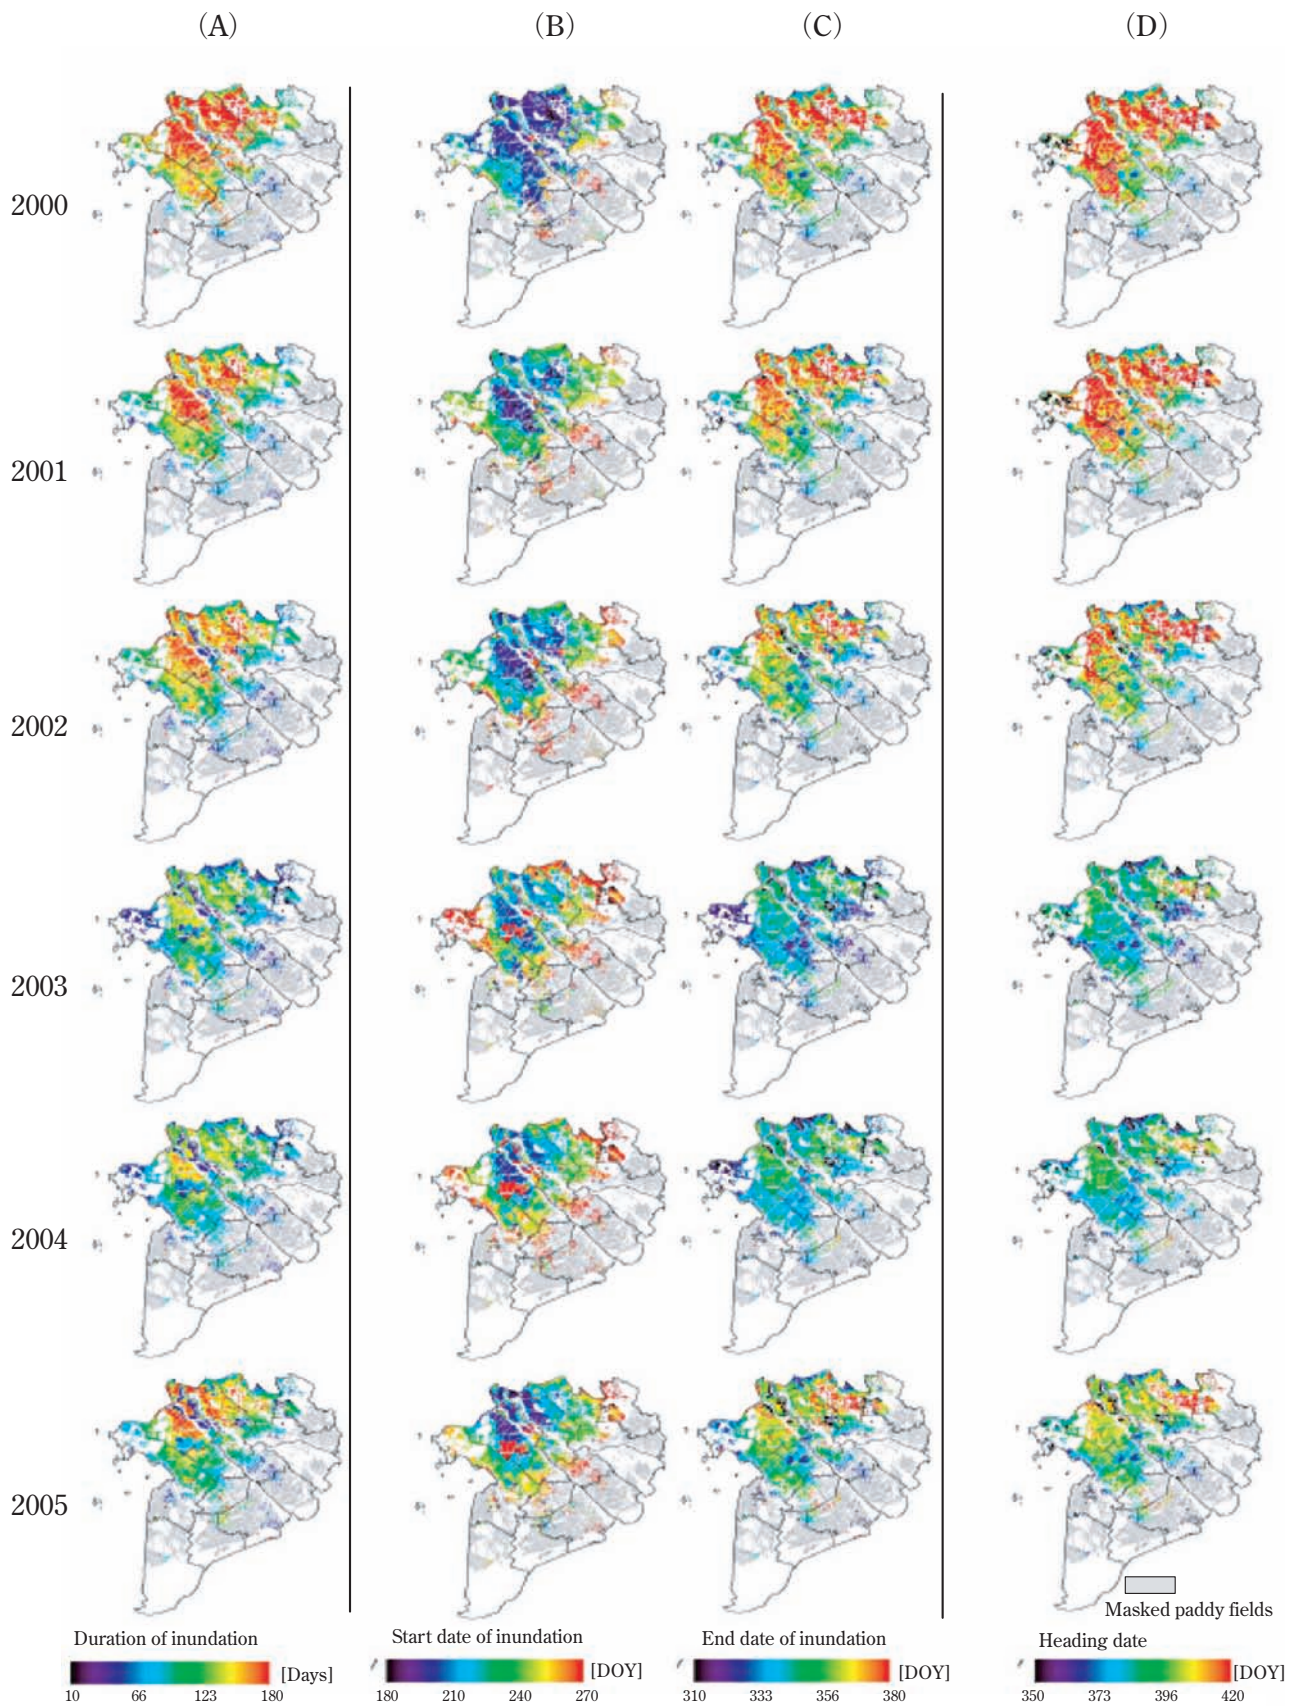 (A) (B) (C) (D)
2000
2001
2002
2003
2004
2005
Masked paddy fields
Duration of inundation
[Days]
10 66 123 180
Start date of inundation
[DOY]
180 210 240 270
End date of inundation
[DOY]
310 333 356 380
Heading date
[DOY]
350 373 396 420